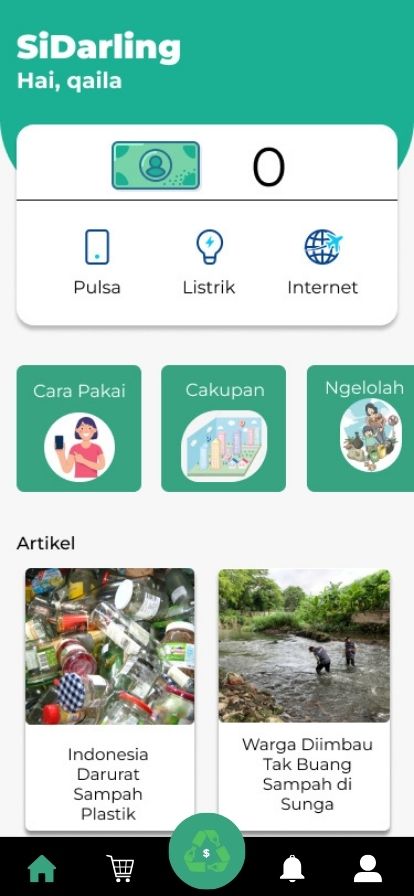 SiDarling
Hai, qaila
0
Pulsa Listrik Internet
Cara Pakai Cakupan Ngelolah
Artikel
Indonesia
Darurat
Sampah
Plastik
Warga Diimbau
Tak Buang
Sampah di
Sunga
$